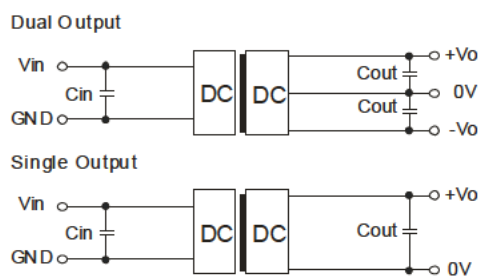 Dual Output
Vin
Cin
GND
DC DC
Cout
Cout
+Vo
0V
-Vo
Single Output
Vin
Cin
GND
DC DC
Cout
+Vo
0V